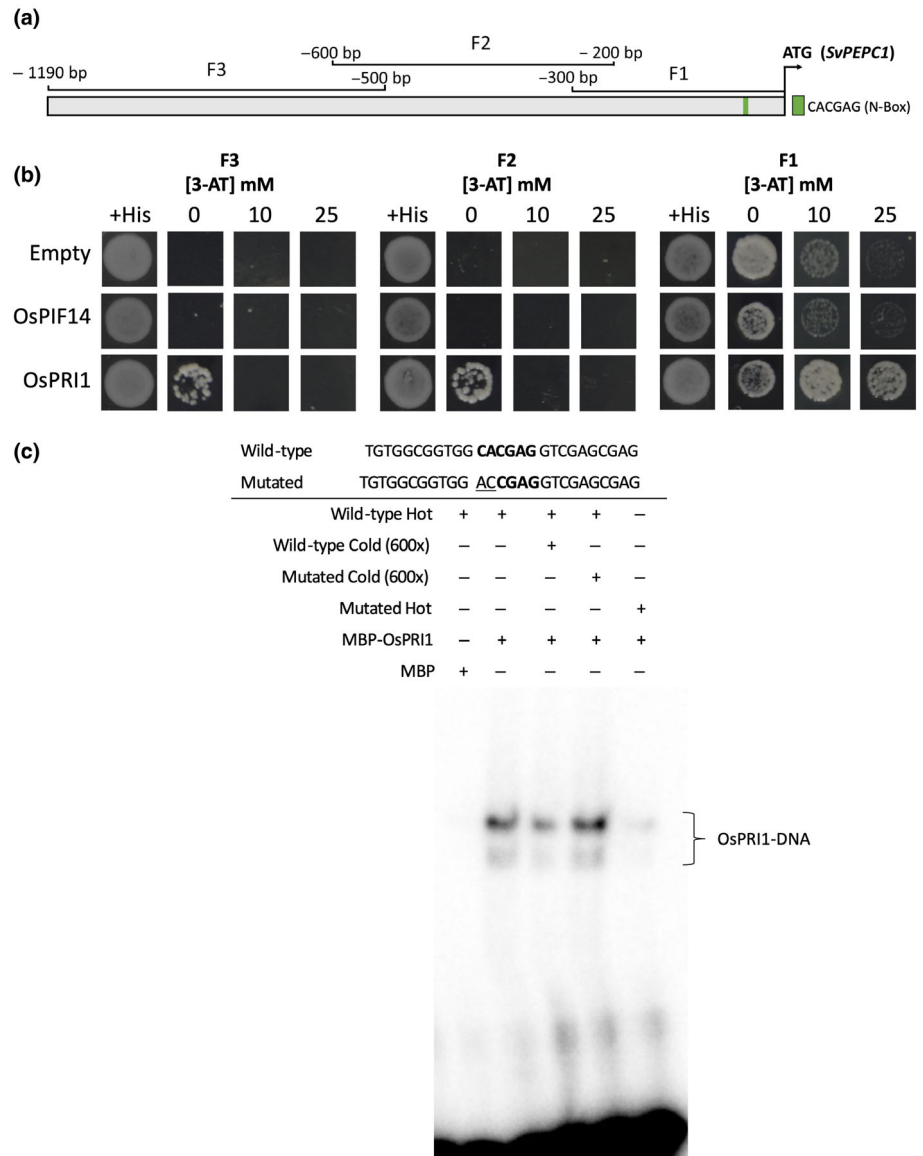 (a)
−600 bp F2 − 200 bp ATG (SvPEPC1)
− 1190 bp F3 −500 bp −300 bp F1
CACGAG (N-Box)
(b)
F3 F2 F1
[3-AT] mM [3-AT] mM [3-AT] mM
+His 0 10 25 +His 0 10 25 +His 0 10 25
Empty
OsPIF14
OsPRI1
(c)
Wild-type TGTGGCGGTGG CACGAG GTCGAGCGAG
Mutated TGTGGCGGTGG ACCGAGGTCGAGCGAG
Wild-type Hot + + + + −
Wild-type Cold (600x) − − + − −
Mutated Cold (600x) − − − + −
Mutated Hot − − − − +
MBP-OsPRI1 − + + + +
MBP + − − − −
OsPRI1-DNA